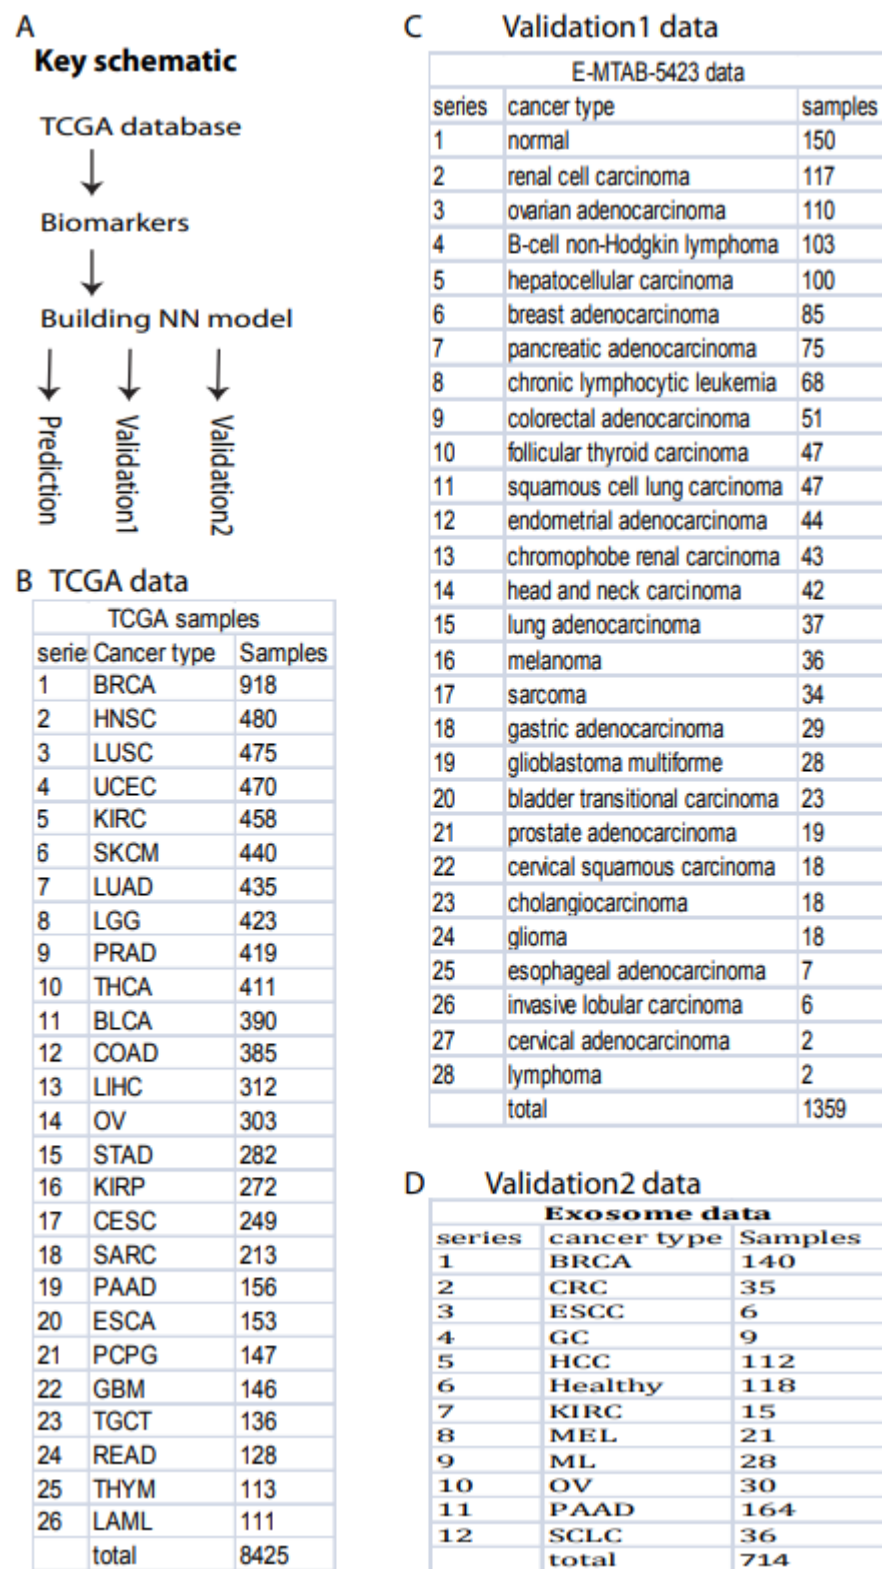 A
Key schematic
TCGA database
Biomarkers
Building NN model
Prediction
Validation1
Validation2
B TCGA data
TCGA samples
serie Cancer type Samples
1 BRCA 918
2 HNSC 480
3 LUSC 475
4 UCEC 470
5 KIRC 458
6 SKCM 440
7 LUAD 435
8 LGG 423
9 PRAD 419
10 THCA 411
11 BLCA 390
12 COAD 385
13 LIHC 312
14 OV 303
15 STAD 282
16 KIRP 272
17 CESC 249
18 SARC 213
19 PAAD 156
20 ESCA 153
21 PCPG 147
22 GBM 146
23 TGCT 136
24 READ 128
25 THYM 113
26 LAML 111
total 8425
C Validation1 data
E-MTAB-5423 data
series cancer type samples
1 normal 150
2 renal cell carcinoma 117
3 ovarian adenocarcinoma 110
4 B-cell non-Hodgkin lymphoma 103
5 hepatocellular carcinoma 100
6 breast adenocarcinoma 85
7 pancreatic adenocarcinoma 75
8 chronic lymphocytic leukemia 68
9 colorectal adenocarcinoma 51
10 follicular thyroid carcinoma 47
11 squamous cell lung carcinoma 47
12 endometrial adenocarcinoma 44
13 chromophobe renal carcinoma 43
14 head and neck carcinoma 42
15 lung adenocarcinoma 37
16 melanoma 36
17 sarcoma 34
18 gastric adenocarcinoma 29
19 glioblastoma multiforme 28
20 bladder transitional carcinoma 23
21 prostate adenocarcinoma 19
22 cervical squamous carcinoma 18
23 cholangiocarcinoma 18
24 glioma 18
25 esophageal adenocarcinoma 7
26 invasive lobular carcinoma 6
27 cervical adenocarcinoma 2
28 lymphoma 2
total 1359
D Validation2 data
Exosome data
series cancer type Samples
1 BRCA 140
2 CRC 35
3 ESCC 6
4 GC 9
5 HCC 112
6 Healthy 118
7 KIRC 15
8 MEL 21
9 ML 28
10 OV 30
11 PAAD 164
12 SCLC 36
total 714